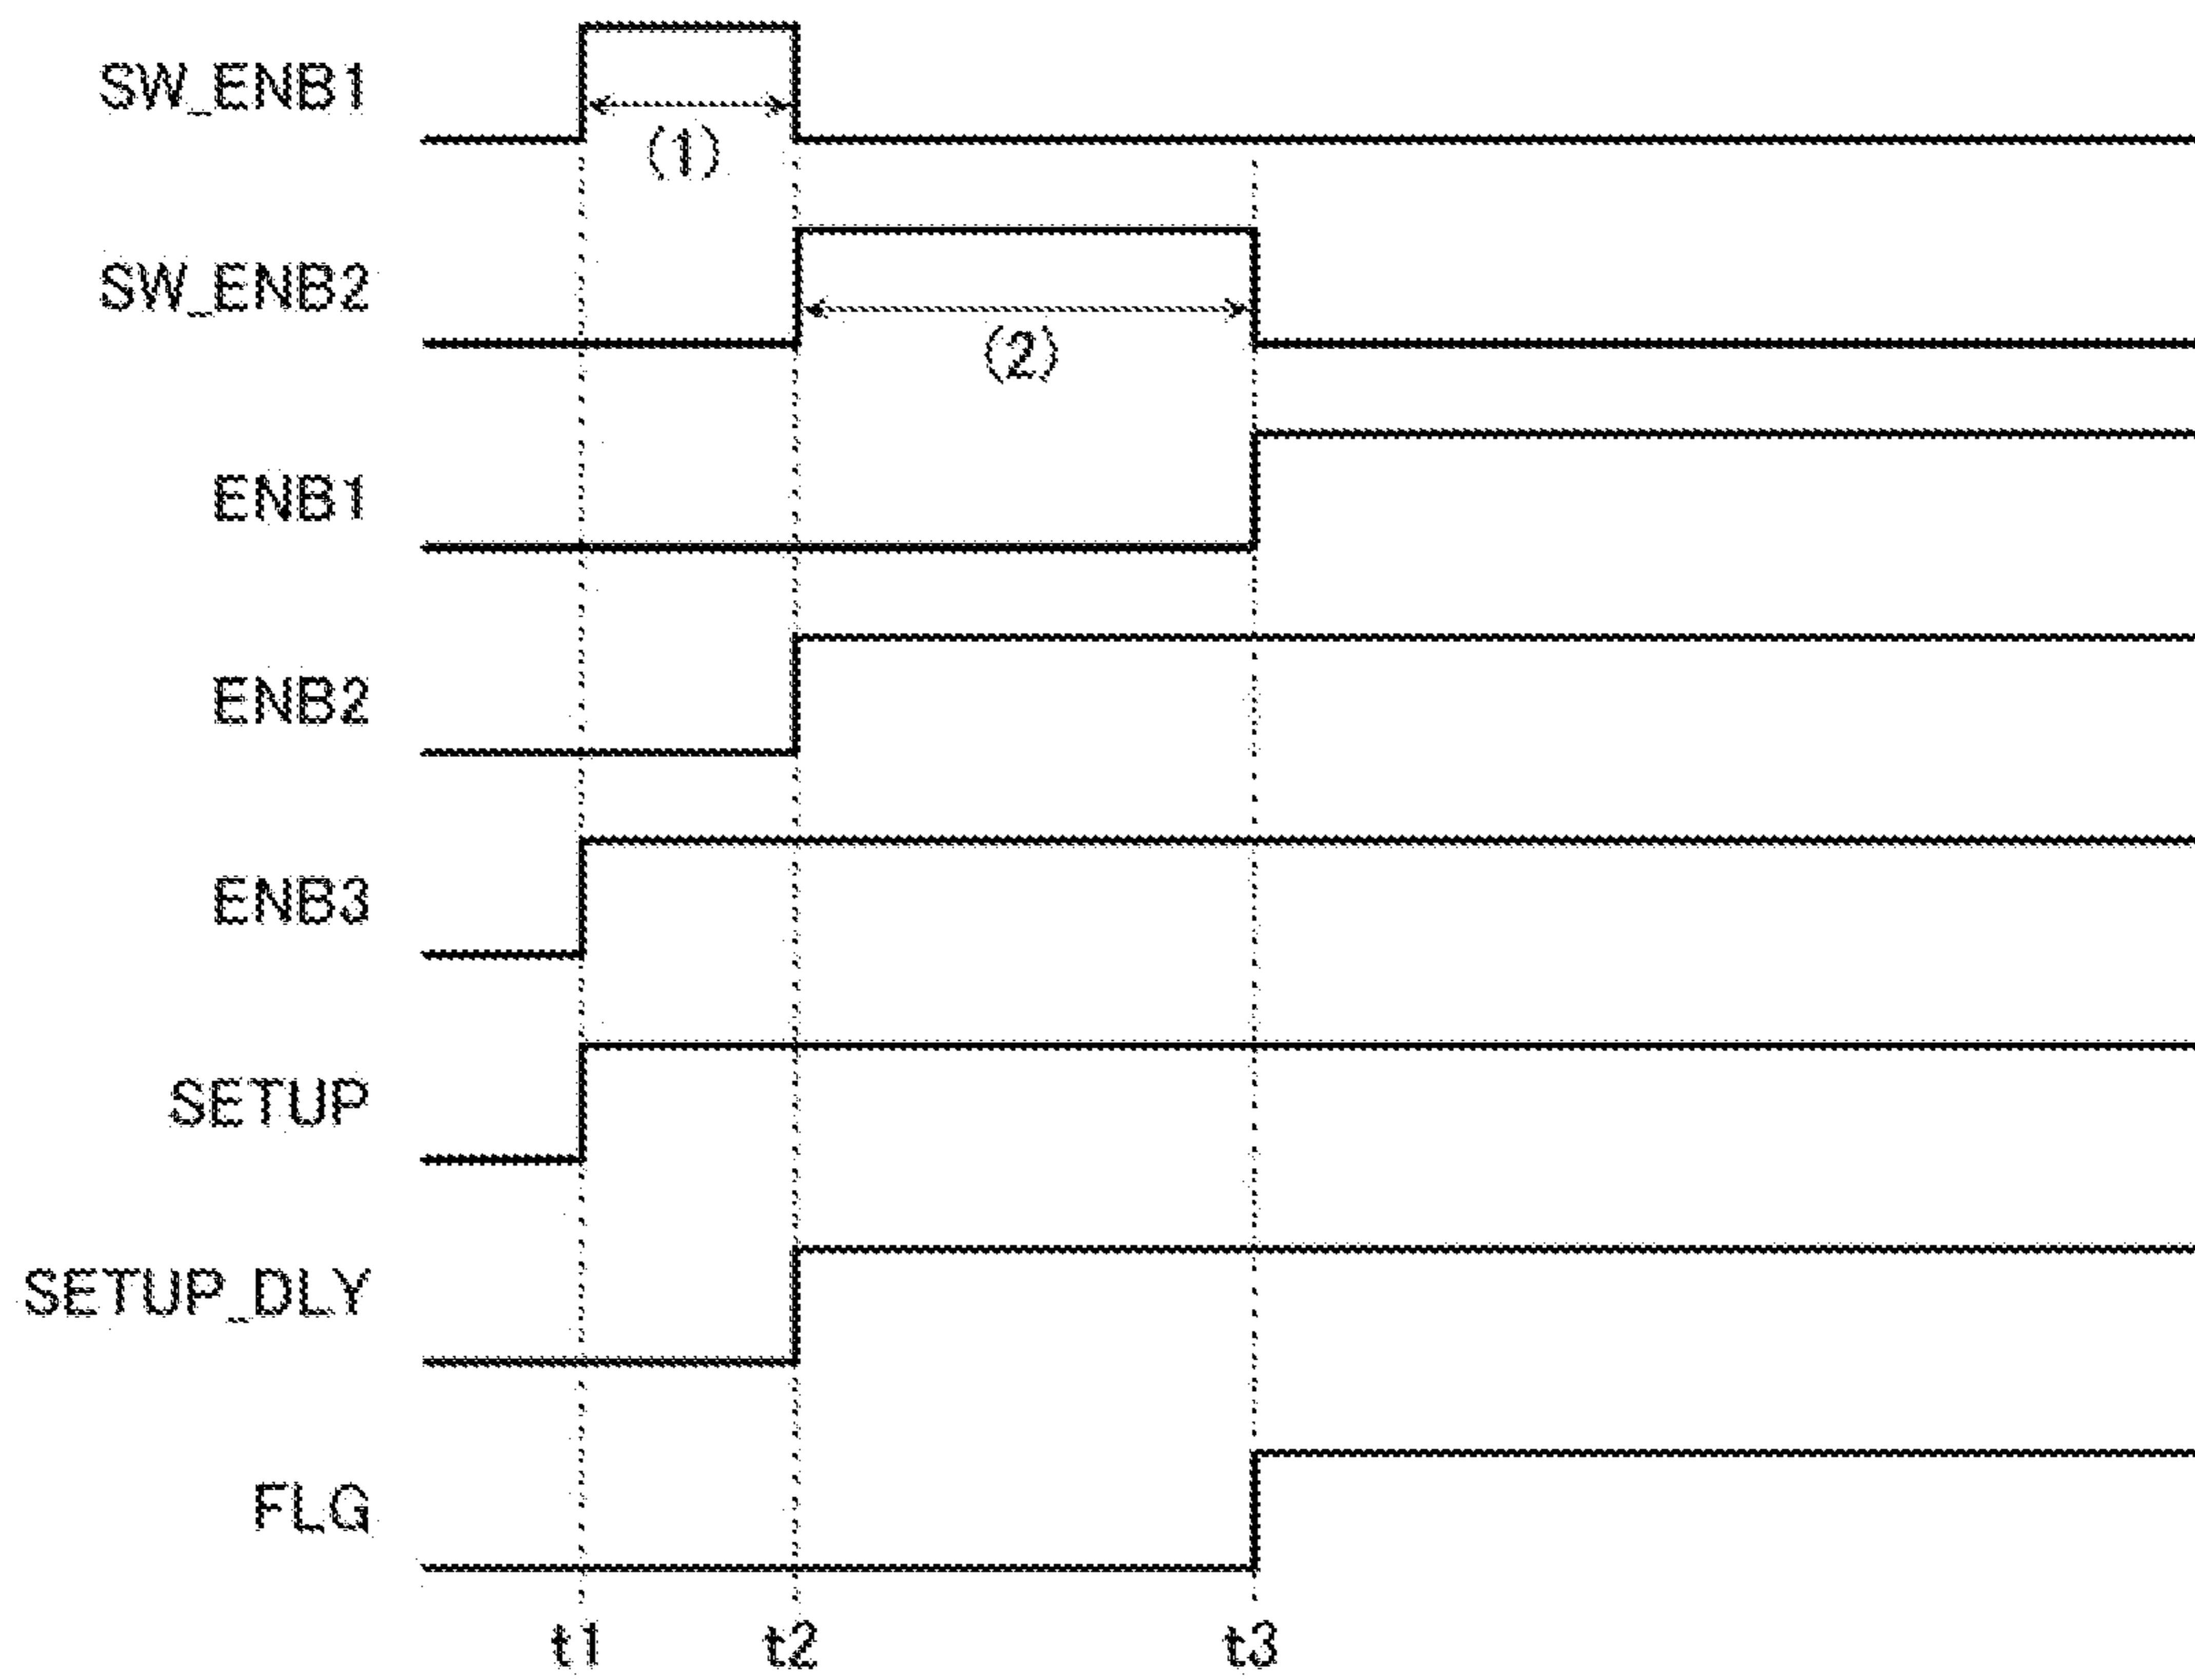 SW_ENB1
(1)
SW_ENB2
(2)
ENB1
ENB2
ENB3
SETUP
SETUP_DLY
FLG
t1 t2 t3